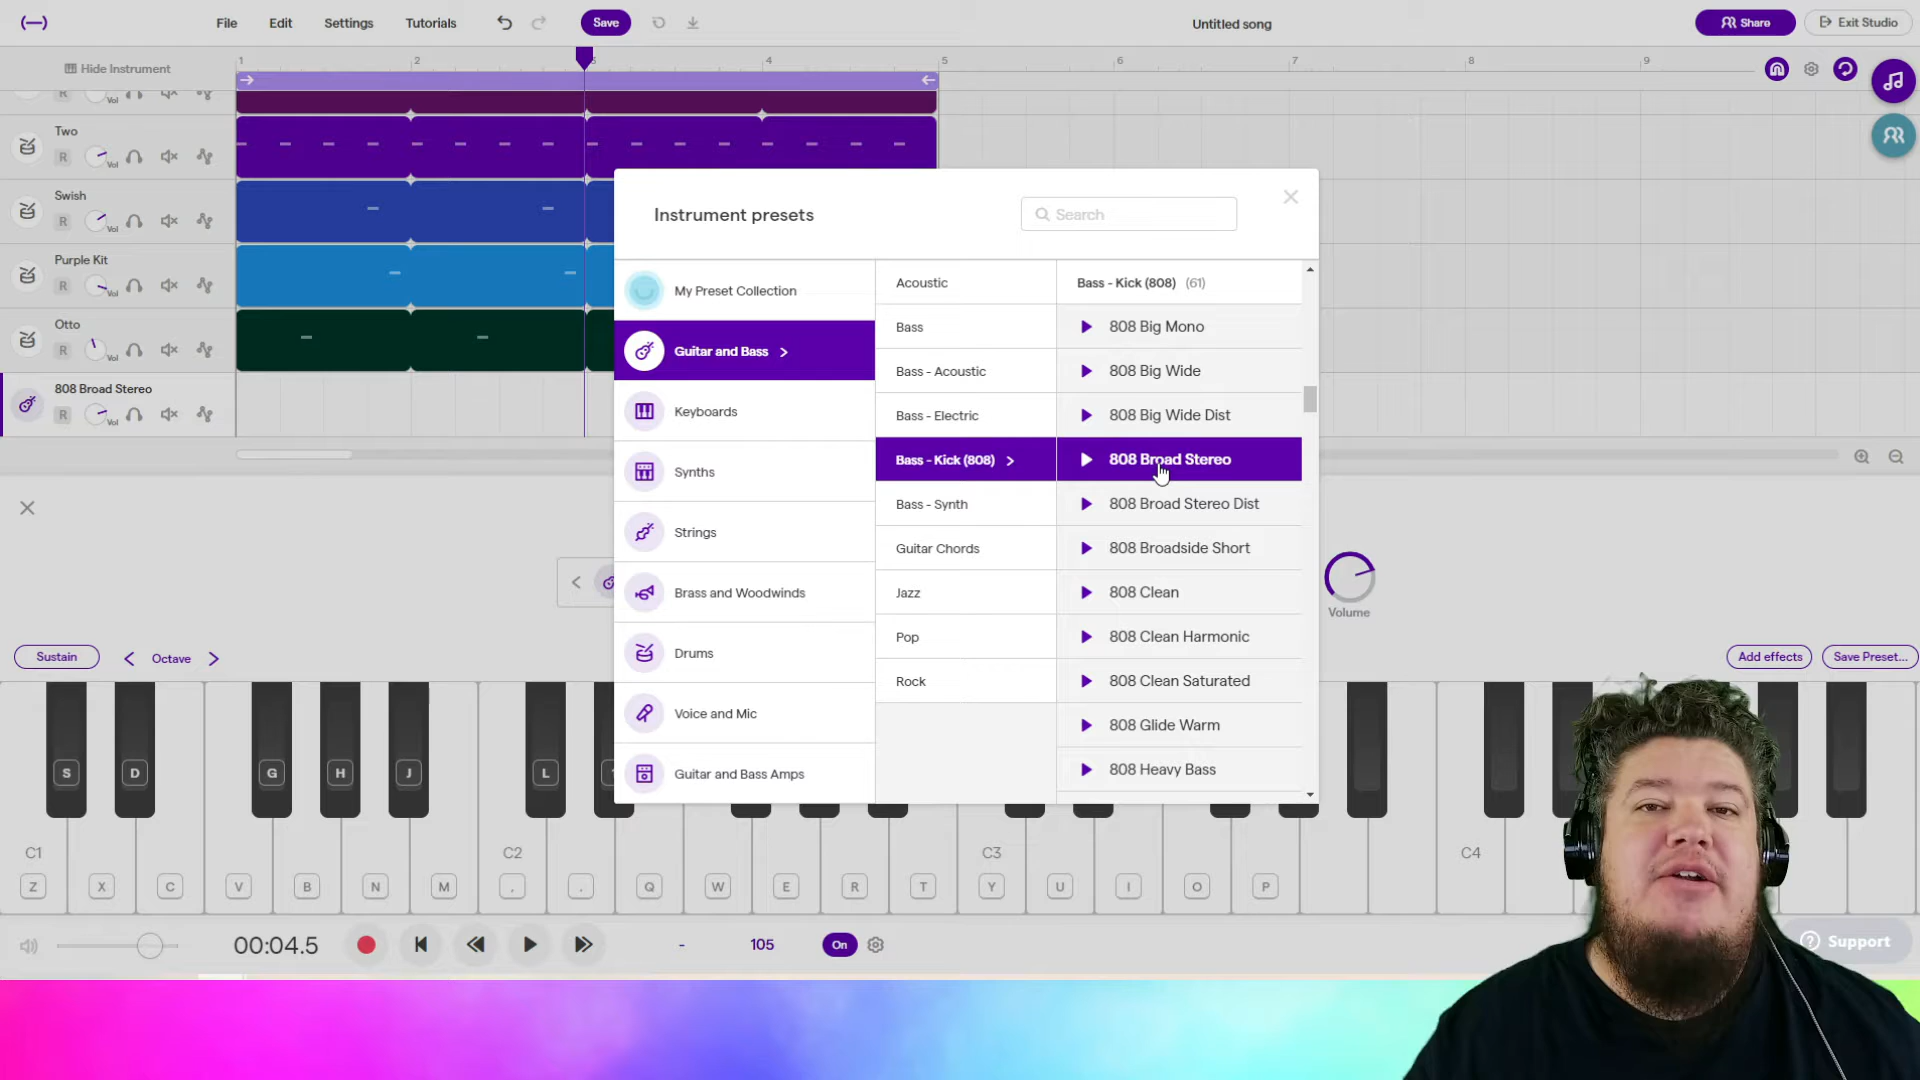 File Edit Settings Tutorials Save Untitled song Share Exit Studio
Hide Instrument
1 2 3 4 5 6 7 8 9
R Vol
Two
R Vol
Swish
R Vol
Purple Kit
R Vol
Otto
R Vol
808 Broad Stereo
R Vol
Instrument presets
Search
My Preset Collection
Guitar and Bass
Keyboards
Synths
Strings
Brass and Woodwinds
Drums
Voice and Mic
Guitar and Bass Amps
Acoustic
Bass
Bass - Acoustic
Bass - Electric
Bass - Kick (808)
Bass - Synth
Guitar Chords
Jazz
Pop
Rock
Bass - Kick (808) (61)
808 Big Mono
808 Big Wide
808 Big Wide Dist
808 Broad Stereo
808 Broad Stereo Dist
808 Broadside Short
808 Clean
808 Clean Harmonic
808 Clean Saturated
808 Glide Warm
808 Heavy Bass
Volume
Sustain Octave Add effects Save Preset...
S D G H J L
C1 C2 C3 C4
Z X C V B N M , . Q W E R T Y U I O P
00:04.5 - 105 On
Support